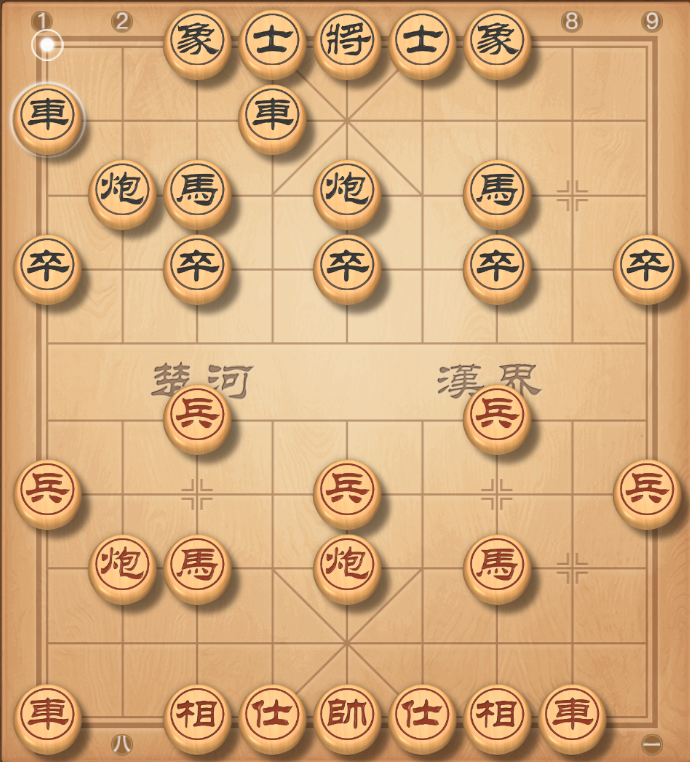 1 2 8 9
象 士 將 士 象
車 車
炮 馬 炮 馬
卒 卒 卒 卒 卒
楚河 漢界
兵 兵
兵 兵 兵
炮 馬 炮 馬
車 相 仕 帥 仕 相 車
八 一